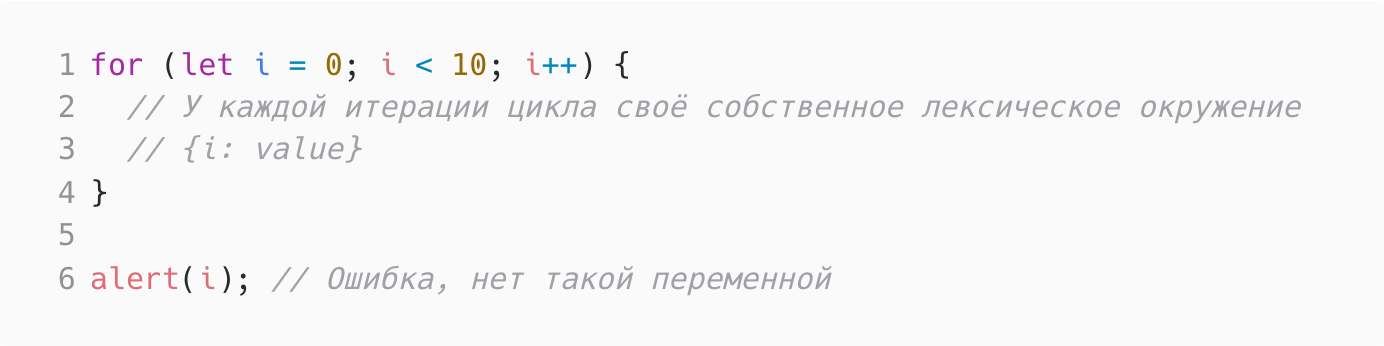 1 for (let i = 0; i < 10; i++) {
2   // У каждой итерации цикла своё собственное лексическое окружение
3   // {i: value}
4 }
5
6 alert(i); // Ошибка, нет такой переменной